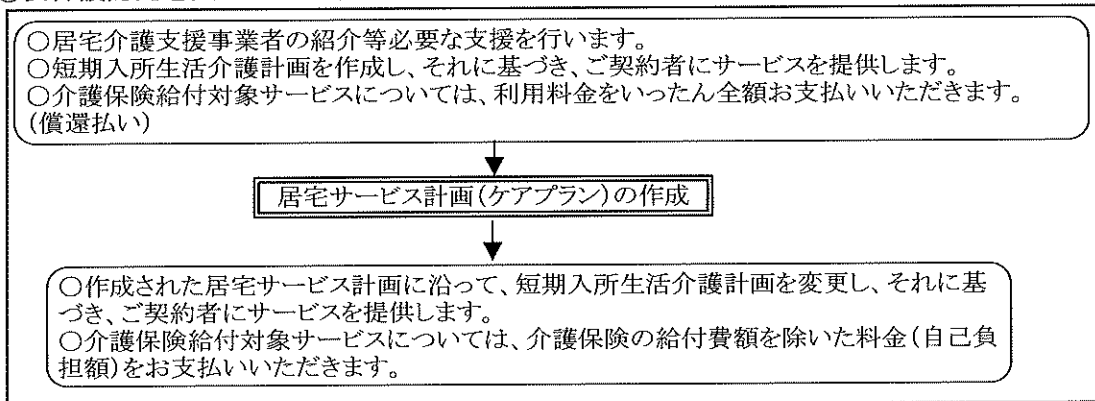 ○居宅介護支援事業者の紹介等必要な支援を行います。
○短期入所生活介護計画を作成し、それに基づき、ご契約者にサービスを提供します。
○介護保険給付対象サービスについては、利用料金をいったん全額お支払いいただきます。
(償還払い)
居宅サービス計画(ケアプラン)の作成
○作成された居宅サービス計画に沿って、短期入所生活介護計画を変更し、それに基
づき、ご契約者にサービスを提供します。
○介護保険給付対象サービスについては、介護保険の給付費額を除いた料金(自己負
担額)をお支払いいただきます。